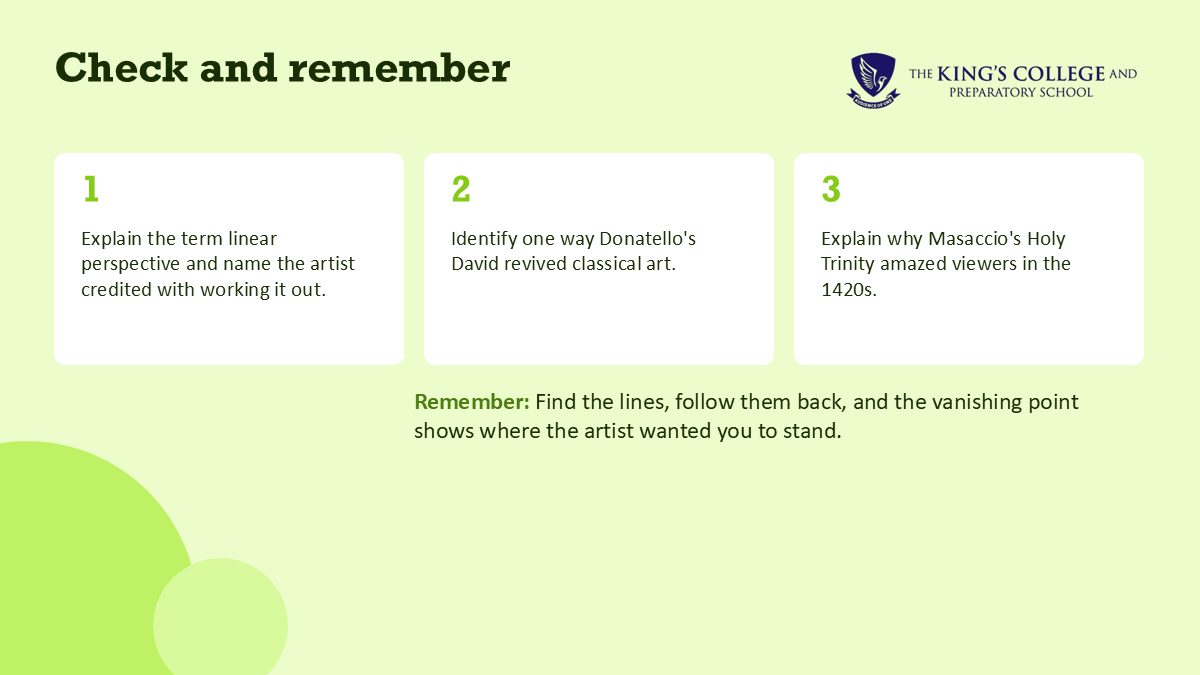 Check and remember
THE KING'S COLLEGE AND
PREPARATORY SCHOOL
AUDIENCE OF ONE
1
Explain the term linear
perspective and name the artist
credited with working it out.
2
Identify one way Donatello's
David revived classical art.
3
Explain why Masaccio's Holy
Trinity amazed viewers in the
1420s.
Remember: Find the lines, follow them back, and the vanishing point
shows where the artist wanted you to stand.